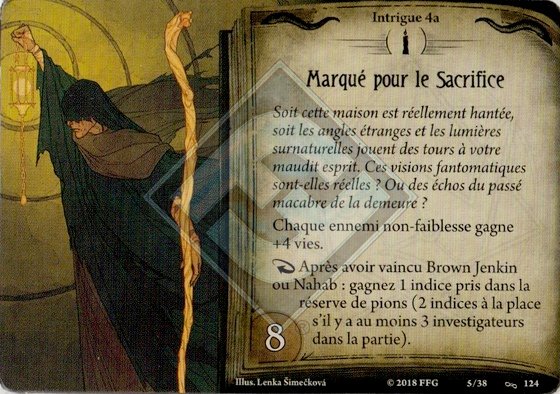 Intrigue 4a
Marqué pour le Sacrifice
Soit cette maison est réellement hantée,
soit les angles étranges et les lumières
surnaturelles jouent des tours à votre
maudit esprit. Ces visions fantomatiques
sont-elles réelles ? Ou des échos du passé
macabre de la demeure ?
Chaque ennemi non-faiblesse gagne
+4 vies.
Après avoir vaincu Brown Jenkin
ou Nahab : gagnez 1 indice pris dans la
réserve de pions (2 indices à la place
s'il y a au moins 3 investigateurs
dans la partie).
8
Illus. Lenka Šimečková
© 2018 FFG
5/38
124